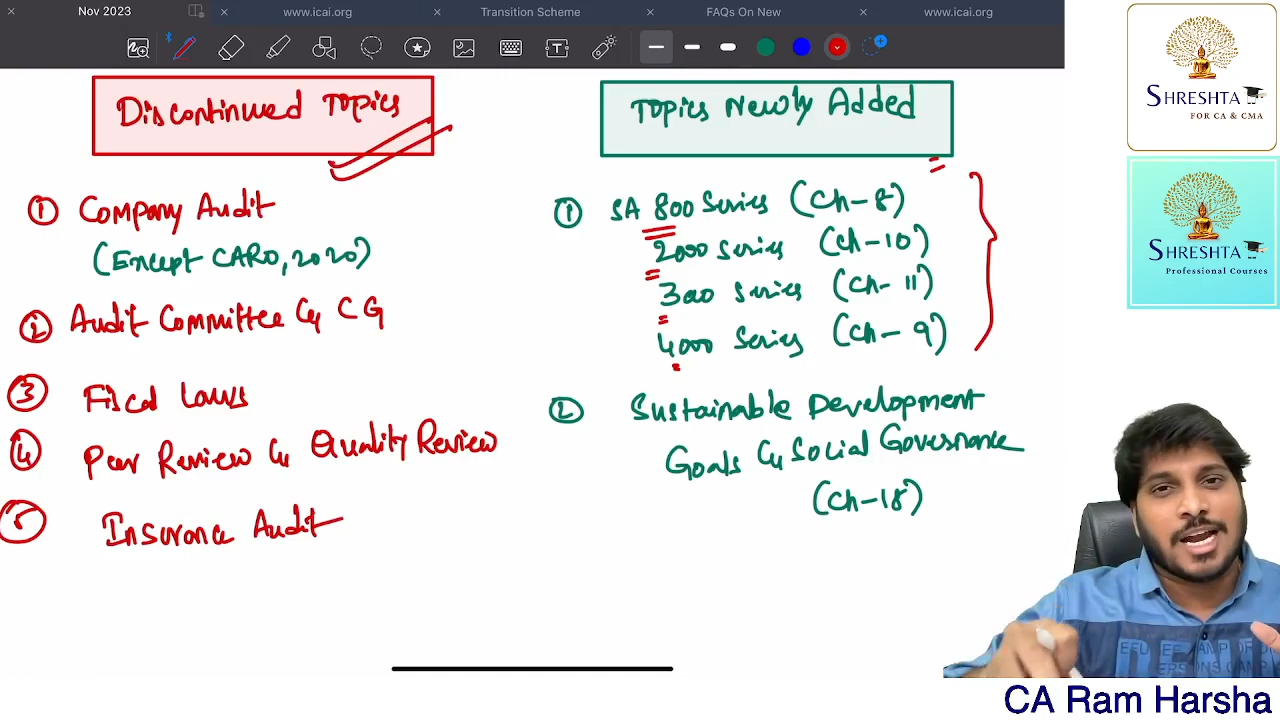 Nov 2023
www.icai.org
Transition Scheme
FAQs On New
www.icai.org
Discontinued Topics
① Company Audit
(Except CARO, 2020)
② Audit Committee & CG
③ Fiscal Laws
④ Peer Review & Quality Review
⑤ Insurance Audit
Topics Newly Added
① SA 800 Series (Ch-8)
2000 Series (Ch-10)
3000 Series (Ch-11)
4000 Series (Ch-9)
② Sustainable Development
Goals & Social Governance
(Ch-18)
SHRESHTA
FOR CA & CMA
SHRESHTA
Professional Courses
CA Ram Harsha